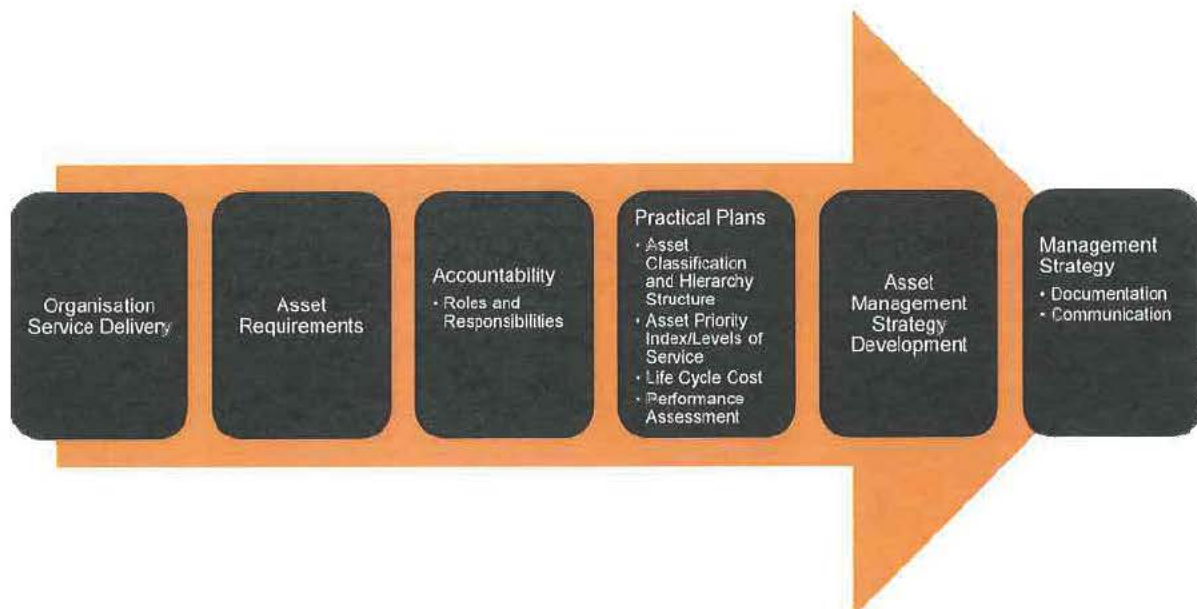 Organisation
Service Delivery
Asset
Requirements
Accountability
• Roles and
Responsibilities
Practical Plans
• Asset
Classification
and Hierarchy
Structure
• Asset Priority
Index/Levels of
Service
• Life Cycle Cost
• Performance
Assessment
Asset
Management
Strategy
Development
Management
Strategy
• Documentation
• Communication